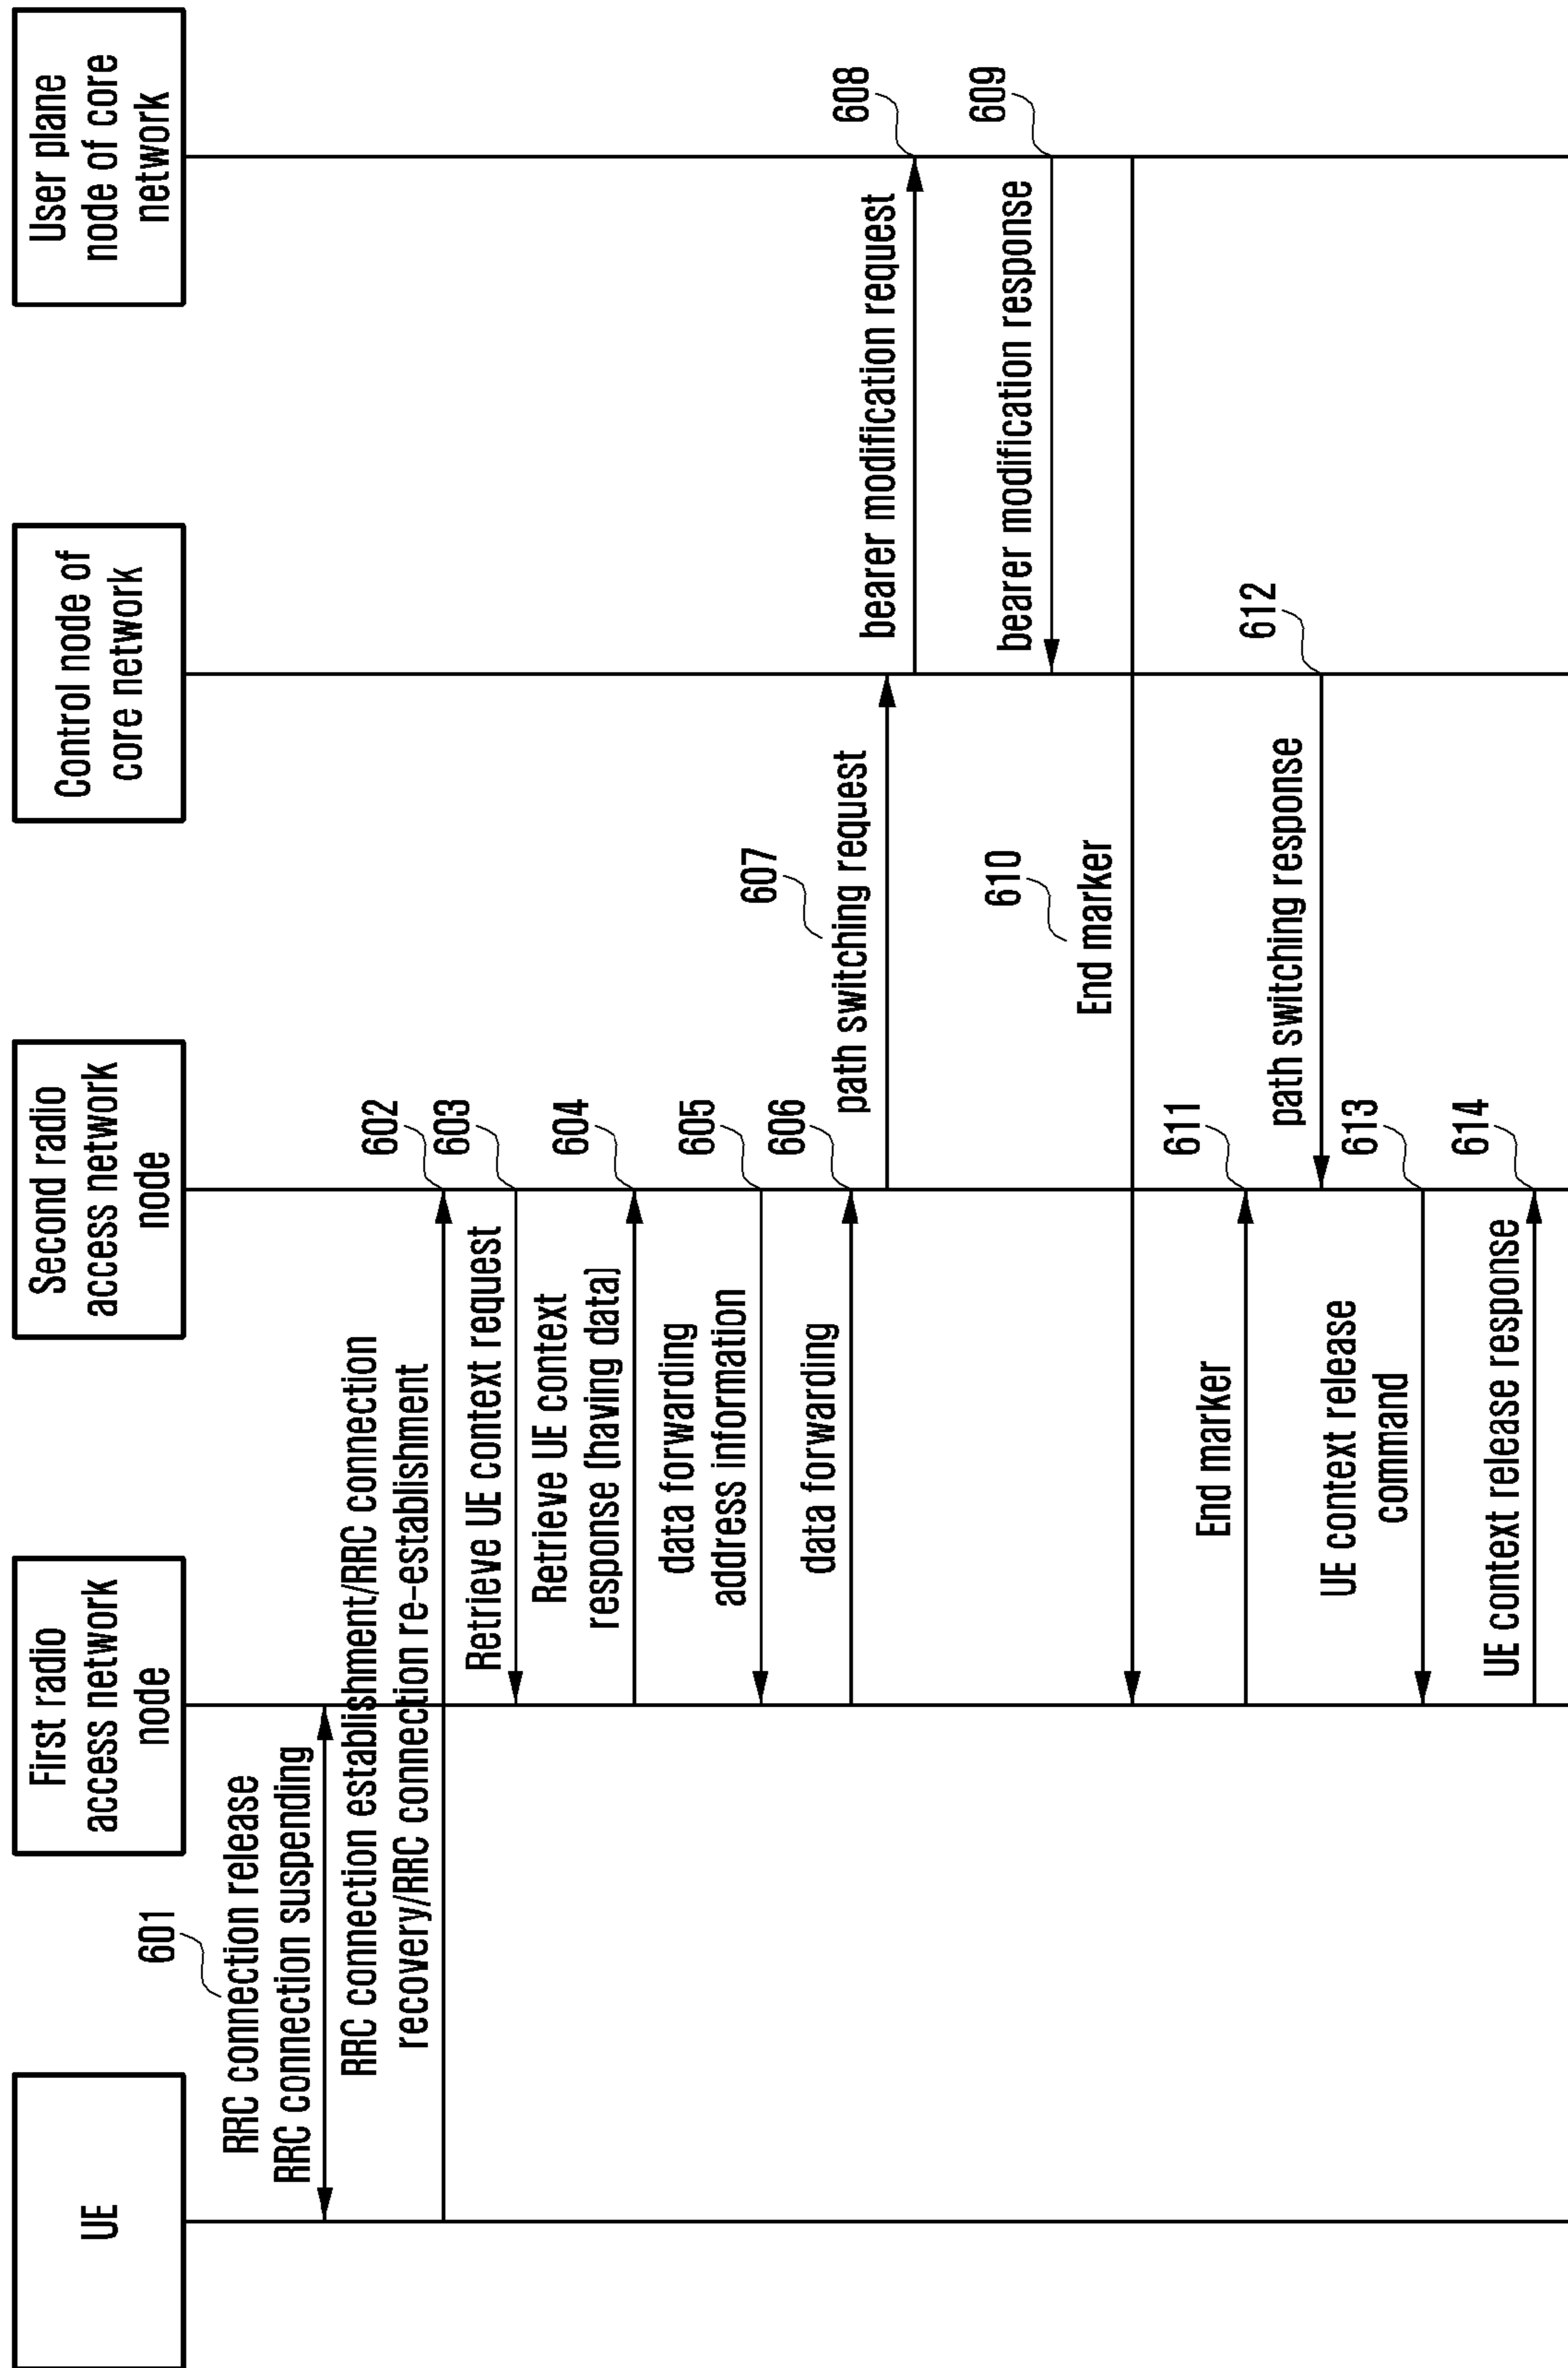 UE
First radio
access network
node
Second radio
access network
node
Control node of
core network
User plane
node of core
network
601
RRC connection release
RRC connection suspending
RRC connection establishment/RRC connection
recovery/RRC connection re-establishment
602
Retrieve UE context request
603
Retrieve UE context
response (having data)
604
data forwarding
address information
605
data forwarding
606
607
path switching request
bearer modification request
608
bearer modification response
609
610
End marker
End marker
611
path switching response
612
UE context release
command
613
UE context release response
614